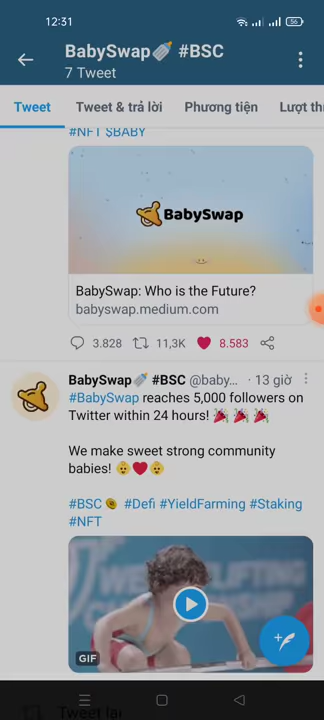 12:31
56
BabySwap🍼 #BSC
7 Tweet
Tweet
Tweet & trả lời
Phương tiện
Lượt th
#NFT $BABY
BabySwap
BabySwap: Who is the Future?
babyswap.medium.com
3.828
11,3K
8.583
BabySwap🍼 #BSC @baby... · 13 giờ
#BabySwap reaches 5,000 followers on
Twitter within 24 hours! 🎉🎉🎉
We make sweet strong community
babies! 👶❤️👶
#BSC #Defi #YieldFarming #Staking
#NFT
GIF
Tweet lại